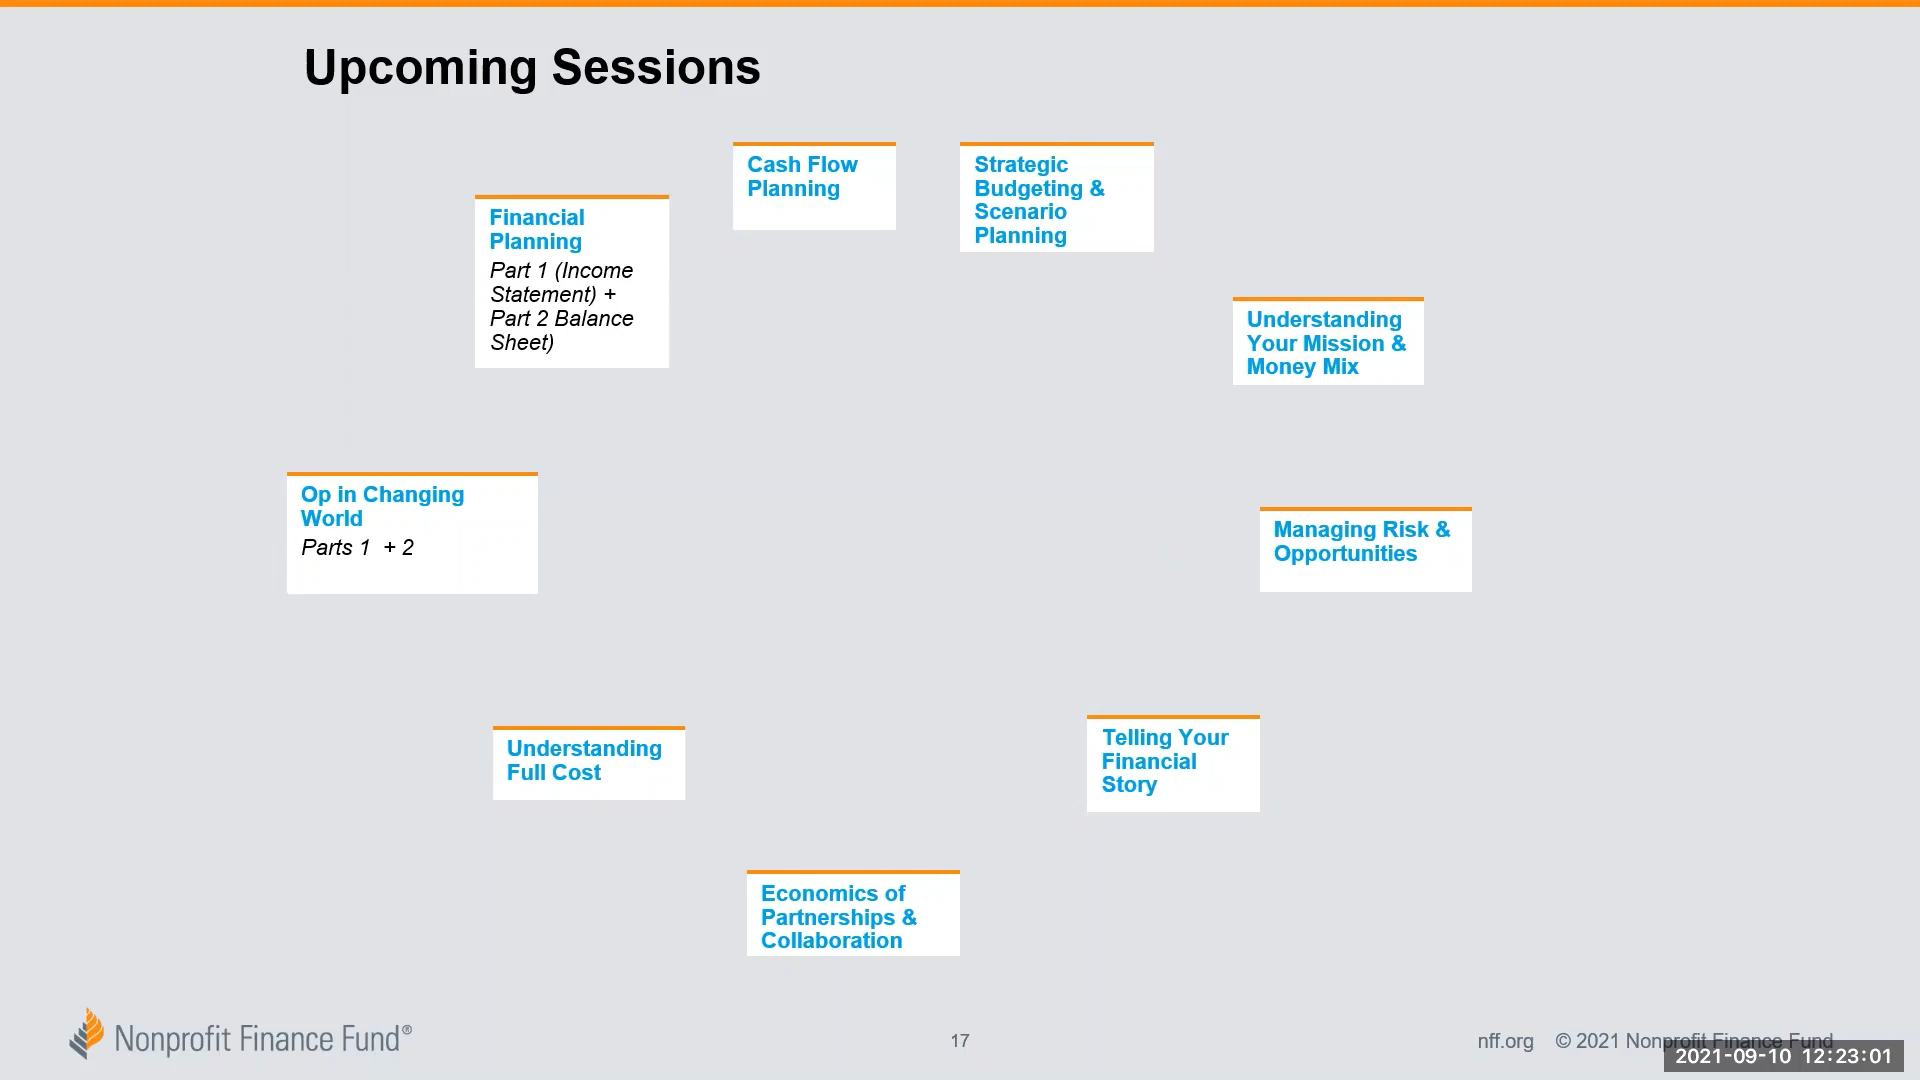 Upcoming Sessions
Cash Flow
Planning
Strategic
Budgeting &
Scenario
Planning
Financial
Planning
Part 1 (Income
Statement) +
Part 2 Balance
Sheet)
Understanding
Your Mission &
Money Mix
Op in Changing
World
Parts 1 + 2
Managing Risk &
Opportunities
Understanding
Full Cost
Telling Your
Financial
Story
Economics of
Partnerships &
Collaboration
Nonprofit Finance Fund®
17
nff.org © 2021 Nonprofit Finance Fund
2021-09-10 12:23:01